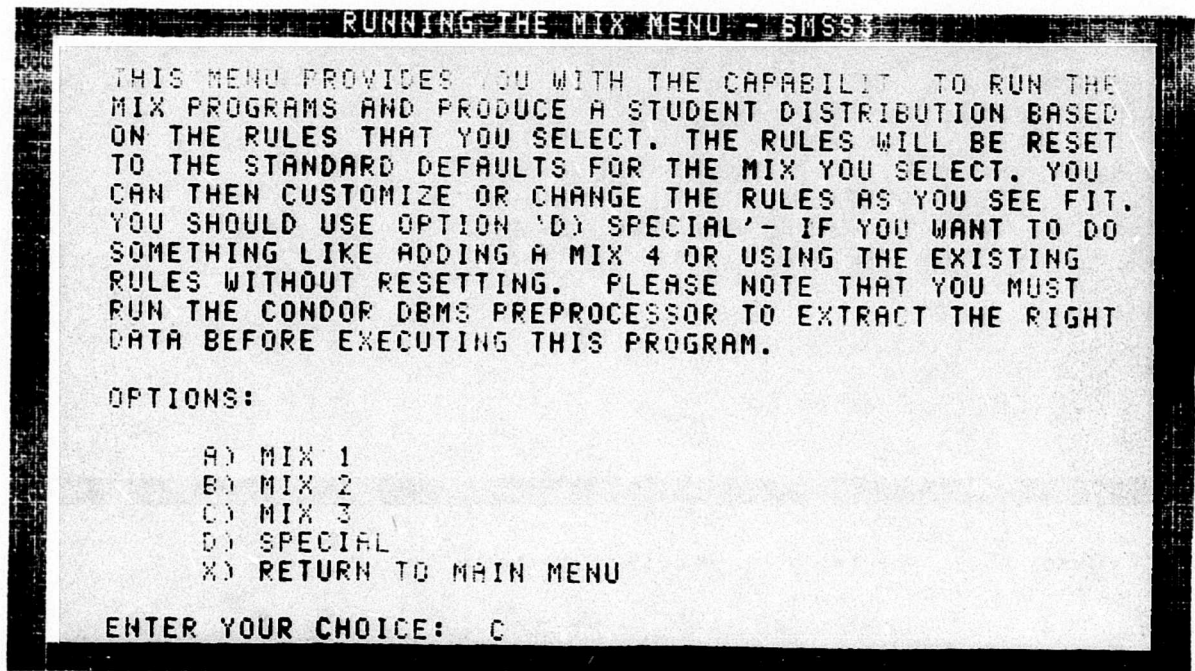 RUNNING THE MIX MENU - SMSS3
THIS MENU PROVIDES YOU WITH THE CAPABILIT TO RUN THE
MIX PROGRAMS AND PRODUCE A STUDENT DISTRIBUTION BASED
ON THE RULES THAT YOU SELECT. THE RULES WILL BE RESET
TO THE STANDARD DEFAULTS FOR THE MIX YOU SELECT. YOU
CAN THEN CUSTOMIZE OR CHANGE THE RULES AS YOU SEE FIT.
YOU SHOULD USE OPTION 'D) SPECIAL'- IF YOU WANT TO DO
SOMETHING LIKE ADDING A MIX 4 OR USING THE EXISTING
RULES WITHOUT RESETTING. PLEASE NOTE THAT YOU MUST
RUN THE CONDOR DBMS PREPROCESSOR TO EXTRACT THE RIGHT
DATA BEFORE EXECUTING THIS PROGRAM.
OPTIONS:
A) MIX 1
B) MIX 2
C) MIX 3
D) SPECIAL
X) RETURN TO MAIN MENU
ENTER YOUR CHOICE: C